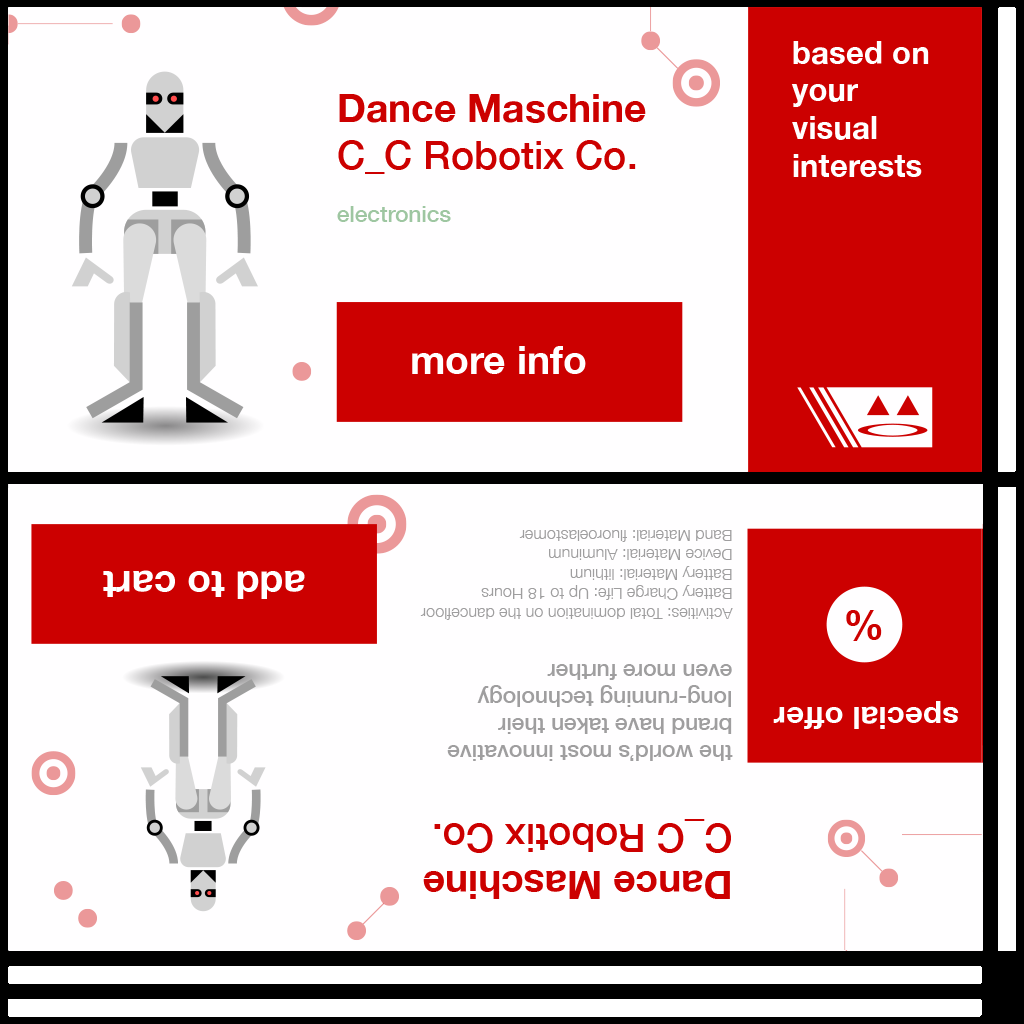 Dance Maschine
C_C Robotix Co.
electronics
more info
based on
your
visual
interests
Dance Maschine
C_C Robotix Co.
the world's most innovative
brand have taken their
long-running technology
even more further
Activities: Total domination on the dancefloor
Battery Charge Life: Up to 18 Hours
Battery Material: lithium
Device Material: Aluminum
Band Material: fluoroelastomer
add to cart
special offer
%